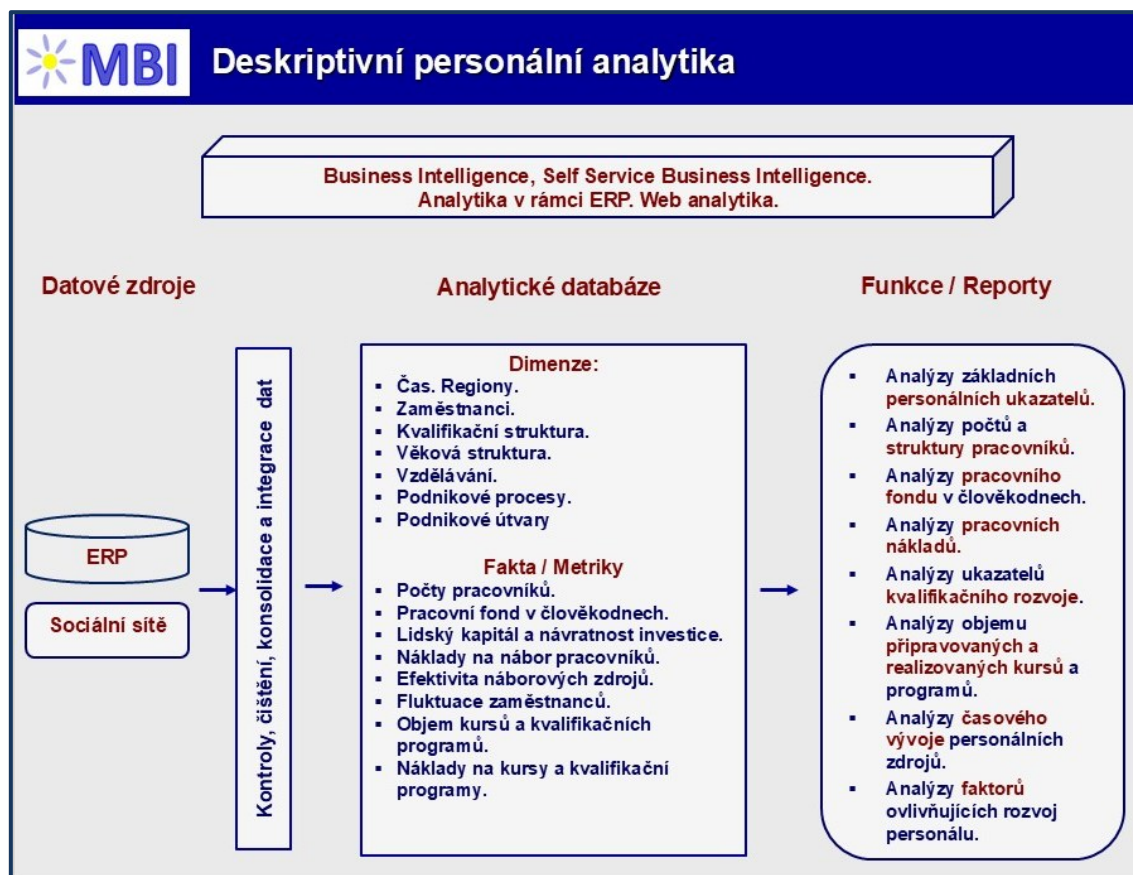 MBI
Deskriptivní personální analytika
Business Intelligence, Self Service Business Intelligence.
Analytika v rámci ERP. Web analytika.
Datové zdroje
Analytické databáze
Funkce / Reporty
ERP
Sociální sítě
Kontroly, čištění, konsolidace a integrace dat
Dimenze:
▪ Čas. Regiony.
▪ Zaměstnanci.
▪ Kvalifikační struktura.
▪ Věková struktura.
▪ Vzdělávání.
▪ Podnikové procesy.
▪ Podnikové útvary
Fakta / Metriky
▪ Počty pracovníků.
▪ Pracovní fond v člověkodnech.
▪ Lidský kapitál a návratnost investice.
▪ Náklady na nábor pracovníků.
▪ Efektivita náborových zdrojů.
▪ Fluktuace zaměstnanců.
▪ Objem kursů a kvalifikačních
programů.
▪ Náklady na kursy a kvalifikační
programy.
▪ Analýzy základních
personálních ukazatelů.
▪ Analýzy počtů a
struktury pracovníků.
▪ Analýzy pracovního
fondu v člověkodnech.
▪ Analýzy pracovních
nákladů.
▪ Analýzy ukazatelů
kvalifikačního rozvoje.
▪ Analýzy objemu
připravovaných a
realizovaných kursů a
programů.
▪ Analýzy časového
vývoje personálních
zdrojů.
▪ Analýzy faktorů
ovlivňujících rozvoj
personálu.